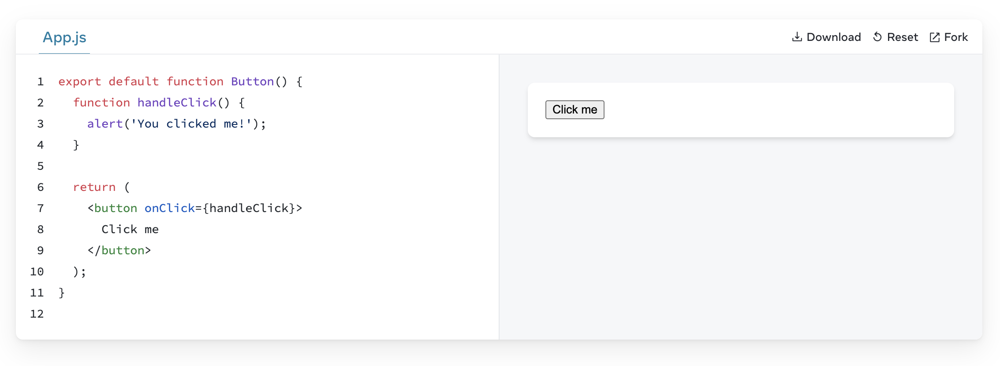 App.js
Download Reset Fork
1 export default function Button() {
2   function handleClick() {
3     alert('You clicked me!');
4   }
5
6   return (
7     <button onClick={handleClick}>
8       Click me
9     </button>
10   );
11 }
12
Click me